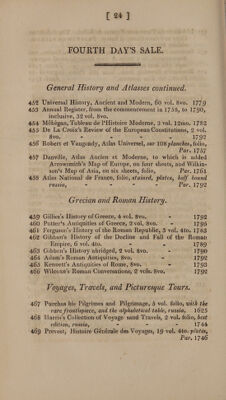 [ 24 ]
FOURTH DAY'S SALE.
General History and Atlasses continued.
452 Universal History, Ancient and Modern, 60 vol. 8vo. 1779
453 Annual Register, from the commencement in 1758, to 1790,
inclusive, 32 vol. 8vo.
454 Méhégan, Tableau de l'Histoire Moderne, 3 vol. 12mo. 1782
455 De La Croix's Review of the European Constitutions, 2 vol.
8vo. - - - 1792
456 Robert et Vaugundy, Atlas Universel, sur 108 planches, folio,
Par. 1757
457 Danville, Atlas Ancien et Moderne, to which is added
Arrowsmith's Map of Europe, on four sheets, and Wilkin-
son's Map of Asia, on six sheets, folio, Par. 1761
458 Atlas National de France, folio, stained, plates, half bound
russia, - - - Par. 1792
Grecian and Roman History.
459 Gillies's History of Greece, 4 vol. 8vo. - 1792
460 Potter's Antiquities of Greece, 2 vol. 8vo. - 1795
461 Ferguson's History of the Roman Republic, 3 vol. 4to. 1783
462 Gibbon's History of the Decline and Fall of the Roman
Empire, 6 vol. 4to. - - 1789
463 Gibbon's History abridged, 2 vol. 8vo. - 1790
464 Adam's Roman Antiquities, 8vo. - - 1792
465 Kennett's Antiquities of Rome, 8vo. - 1793
466 Wilcocks's Roman Conversations, 2 vols. 8vo. - 1792
Voyages, Travels, and Picturesque Tours.
467 Purchas his Pilgrimes and Pilgrimage, 5 vol. folio, with the
rare frontispiece, and the alphabetical table, russia, 1625
468 Harris's Collection of Voyage sand Travels, 2 vol. folio, best
edition, russia, - - 1744
469 Prevost, Histoire Générale des Voyages, 19 vol. 4to. plates,
Par. 1746